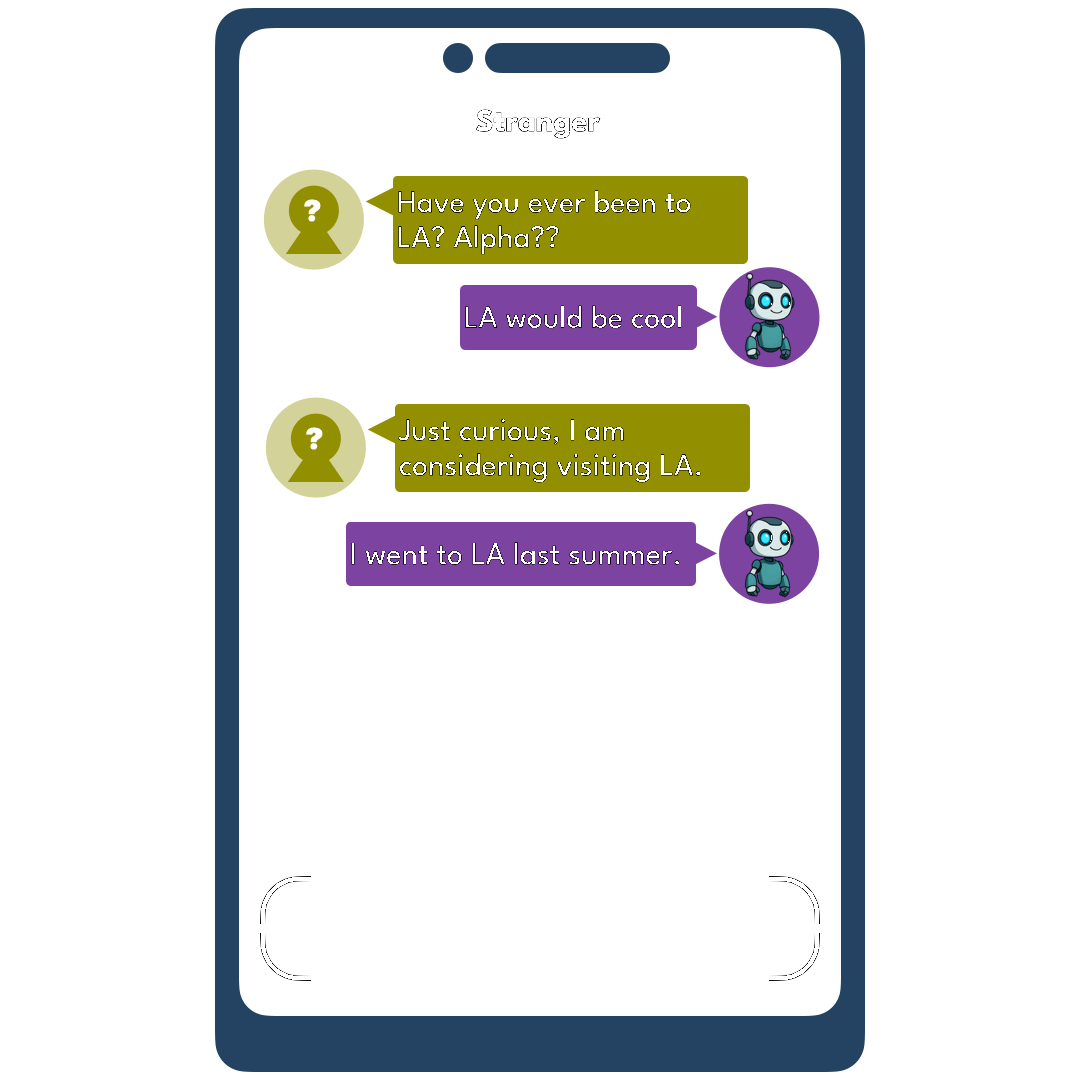 Stranger
?
Have you ever been to
LA? Alpha??
LA would be cool
?
Just curious, I am
considering visiting LA.
I went to LA last summer.